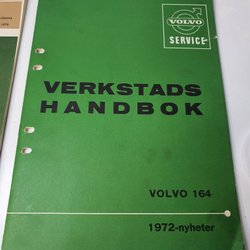 VOLVO
SERVICE
VERKSTADS
HANDBOK
VOLVO 164
1972-nyheter